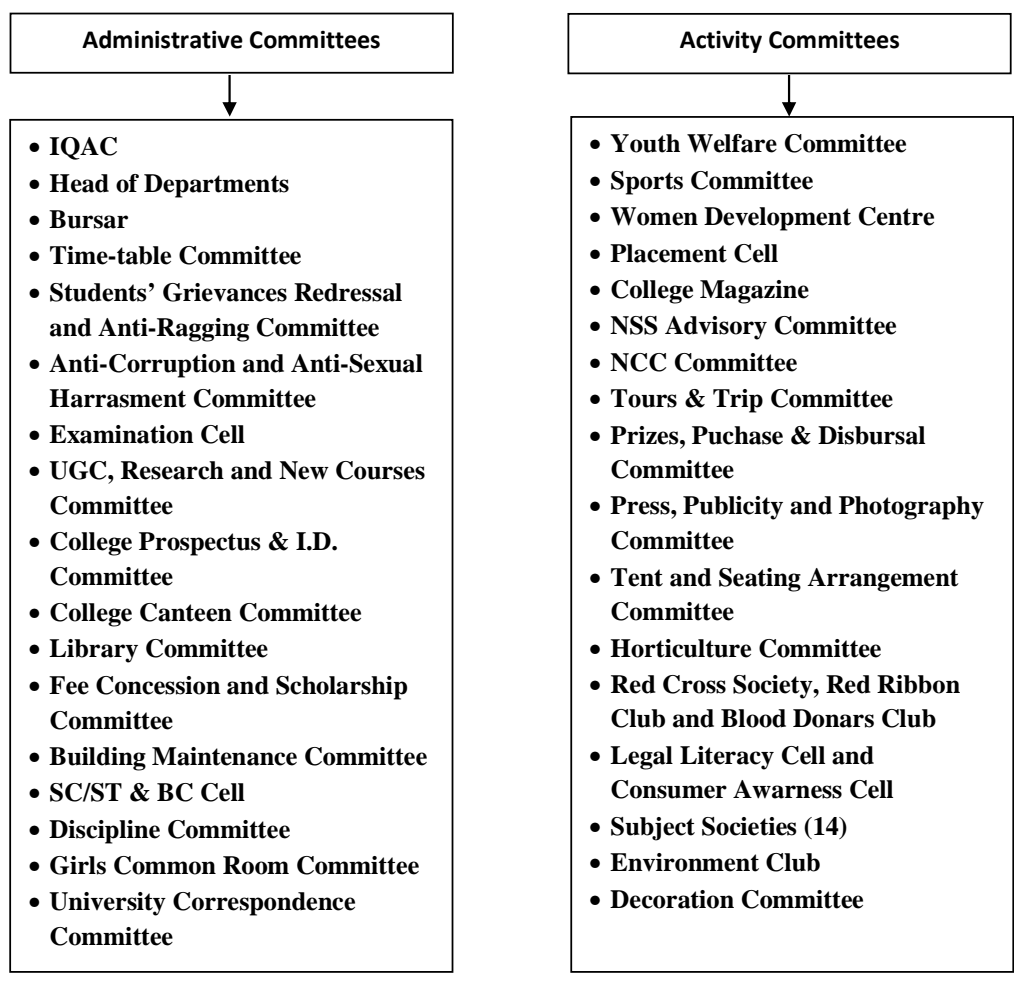 Administrative Committees
• IQAC
• Head of Departments
• Bursar
• Time-table Committee
• Students’ Grievances Redressal
and Anti-Ragging Committee
• Anti-Corruption and Anti-Sexual
Harrasment Committee
• Examination Cell
• UGC, Research and New Courses
Committee
• College Prospectus & I.D.
Committee
• College Canteen Committee
• Library Committee
• Fee Concession and Scholarship
Committee
• Building Maintenance Committee
• SC/ST & BC Cell
• Discipline Committee
• Girls Common Room Committee
• University Correspondence
Committee
Activity Committees
• Youth Welfare Committee
• Sports Committee
• Women Development Centre
• Placement Cell
• College Magazine
• NSS Advisory Committee
• NCC Committee
• Tours & Trip Committee
• Prizes, Puchase & Disbursal
Committee
• Press, Publicity and Photography
Committee
• Tent and Seating Arrangement
Committee
• Horticulture Committee
• Red Cross Society, Red Ribbon
Club and Blood Donars Club
• Legal Literacy Cell and
Consumer Awarness Cell
• Subject Societies (14)
• Environment Club
• Decoration Committee